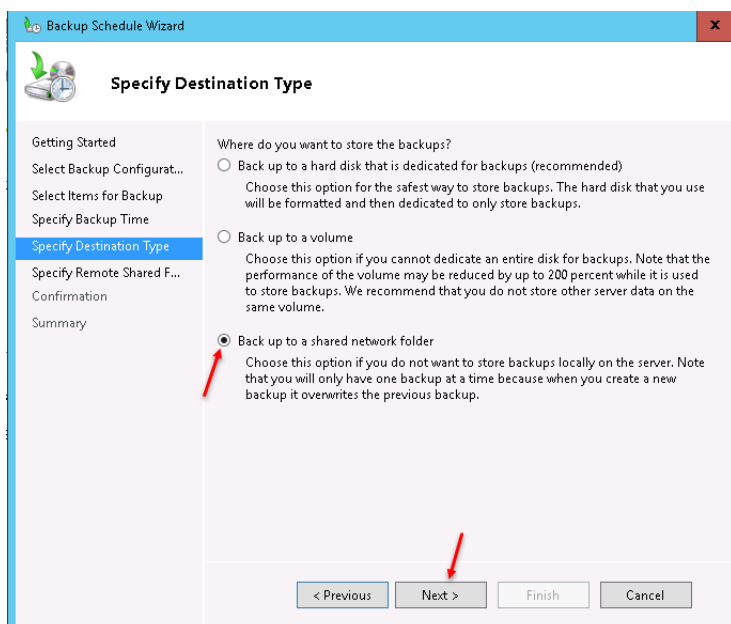 Backup Schedule Wizard
x
Specify Destination Type
Getting Started
Select Backup Configurat...
Select Items for Backup
Specify Backup Time
Specify Destination Type
Specify Remote Shared F...
Confirmation
Summary
Where do you want to store the backups?
Back up to a hard disk that is dedicated for backups (recommended)
Choose this option for the safest way to store backups. The hard disk that you use
will be formatted and then dedicated to only store backups.
Back up to a volume
Choose this option if you cannot dedicate an entire disk for backups. Note that the
performance of the volume may be reduced by up to 200 percent while it is used
to store backups. We recommend that you do not store other server data on the
same volume.
Back up to a shared network folder
Choose this option if you do not want to store backups locally on the server. Note
that you will only have one backup at a time because when you create a new
backup it overwrites the previous backup.
< Previous
Next >
Finish
Cancel